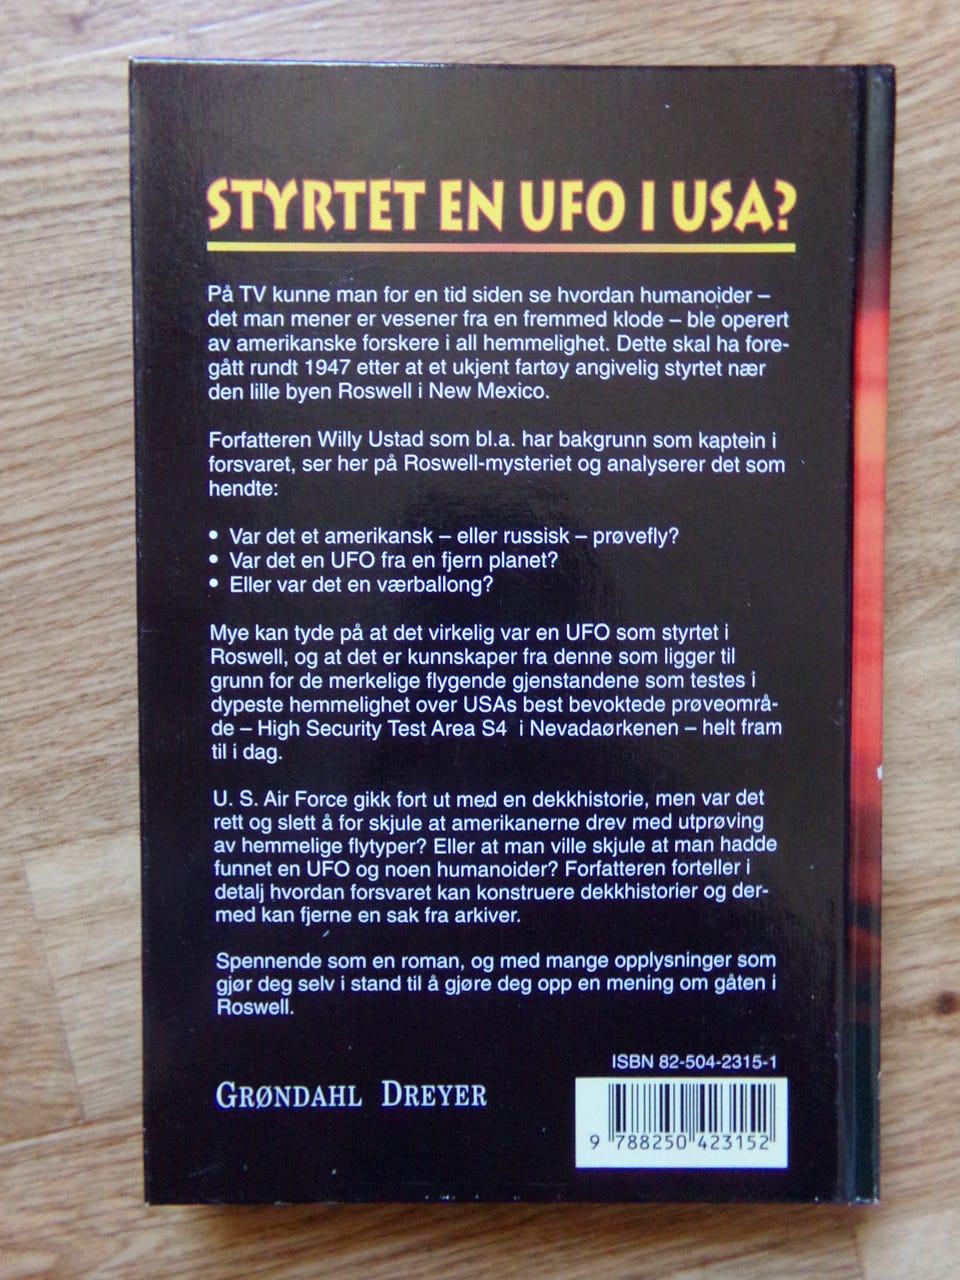 STYRTET EN UFO I USA?
På TV kunne man for en tid siden se hvordan humanoider –
det man mener er vesener fra en fremmed klode – ble operert
av amerikanske forskere i all hemmelighet. Dette skal ha fore-
gått rundt 1947 etter at et ukjent fartøy angivelig styrtet nær
den lille byen Roswell i New Mexico.
Forfatteren Willy Ustad som bl.a. har bakgrunn som kaptein i
forsvaret, ser her på Roswell-mysteriet og analyserer det som
hendte:
• Var det et amerikansk – eller russisk – prøvefly?
• Var det en UFO fra en fjern planet?
• Eller var det en værballong?
Mye kan tyde på at det virkelig var en UFO som styrtet i
Roswell, og at det er kunnskaper fra denne som ligger til
grunn for de merkelige flygende gjenstandene som testes i
dypeste hemmelighet over USAs best bevoktede prøveområ-
de – High Security Test Area S4 i Nevadaørkenen – helt fram
til i dag.
U. S. Air Force gikk fort ut med en dekkhistorie, men var det
rett og slett å for skjule at amerikanerne drev med utprøving
av hemmelige flytyper? Eller at man ville skjule at man hadde
funnet en UFO og noen humanoider? Forfatteren forteller i
detalj hvordan forsvaret kan konstruere dekkhistorier og der-
med kan fjerne en sak fra arkiver.
Spennende som en roman, og med mange opplysninger som
gjør deg selv i stand til å gjøre deg opp en mening om gåten i
Roswell.
ISBN 82-504-2315-1
GRØNDAHL DREYER
9 788250 423152